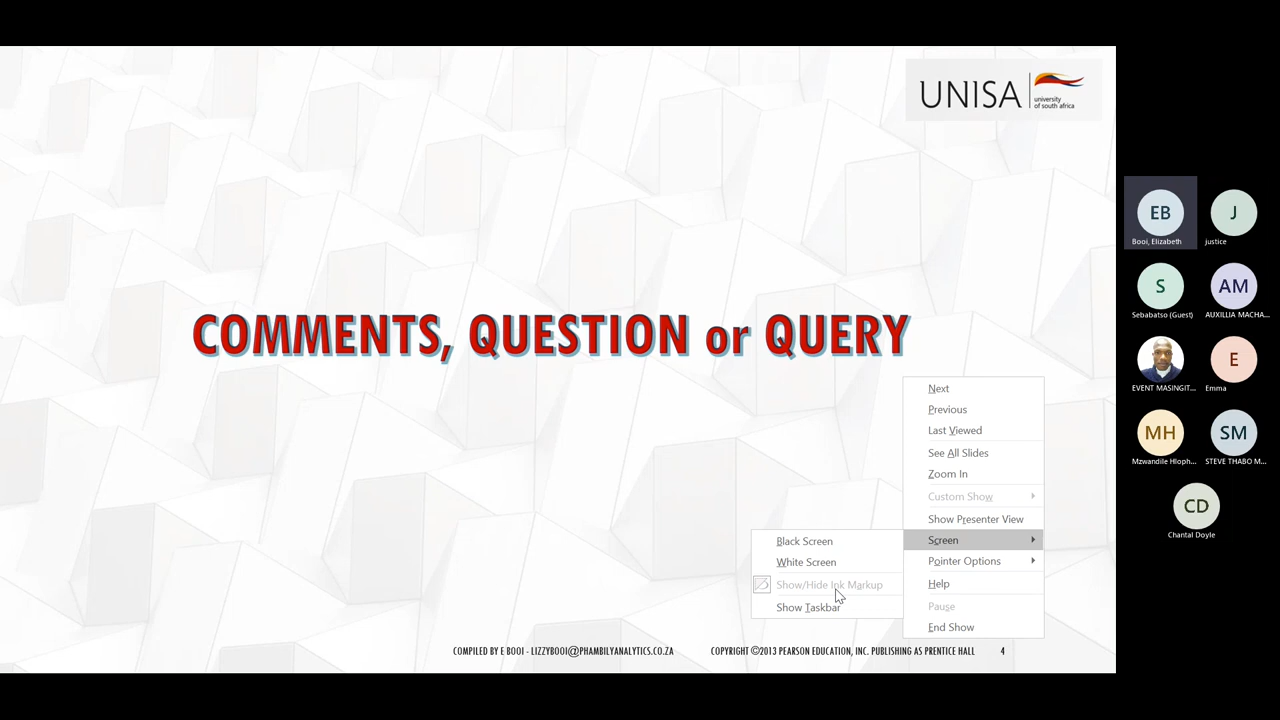 UNISA
university
of south africa
COMMENTS, QUESTION or QUERY
Next
Previous
Last Viewed
See All Slides
Zoom In
Custom Show
Show Presenter View
Screen
Pointer Options
Help
Pause
End Show
Black Screen
White Screen
Show/Hide Ink Markup
Show Taskbar
COMPILED BY E BOOI - LIZZYBOOI@PHAMBILYANALYTICS.CO.ZA
COPYRIGHT ©2013 PEARSON EDUCATION, INC. PUBLISHING AS PRENTICE HALL
4
EB
Booi, Elizabeth
J
justice
S
Sebabatso (Guest)
AM
AUXILLIA MACHA...
EVENT MASINGIT...
E
Emma
MH
Mzwandile Hloph...
SM
STEVE THABO M...
CD
Chantal Doyle